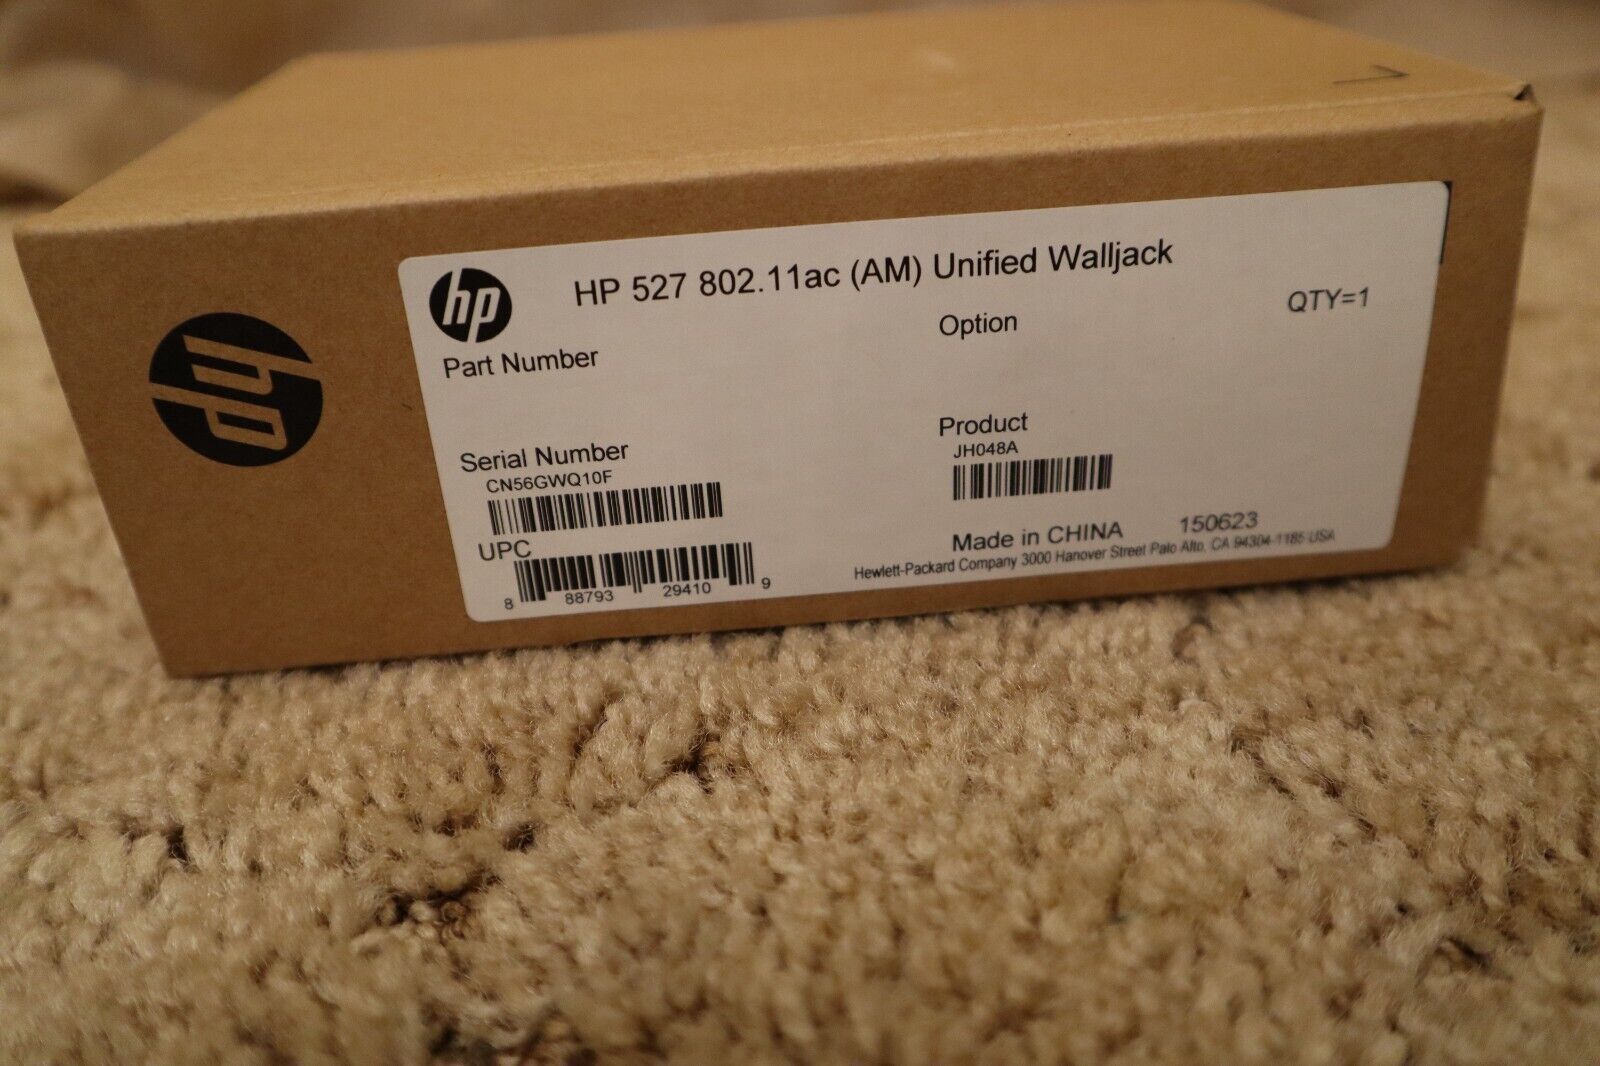 hp
hp
HP 527 802.11ac (AM) Unified Walljack
Part Number
Option
QTY=1
Serial Number
CN56GWQ10F
Product
JH048A
UPC
8 88793 29410 9
Made in CHINA 150623
Hewlett-Packard Company 3000 Hanover Street Palo Alto, CA 94304-1185 USA